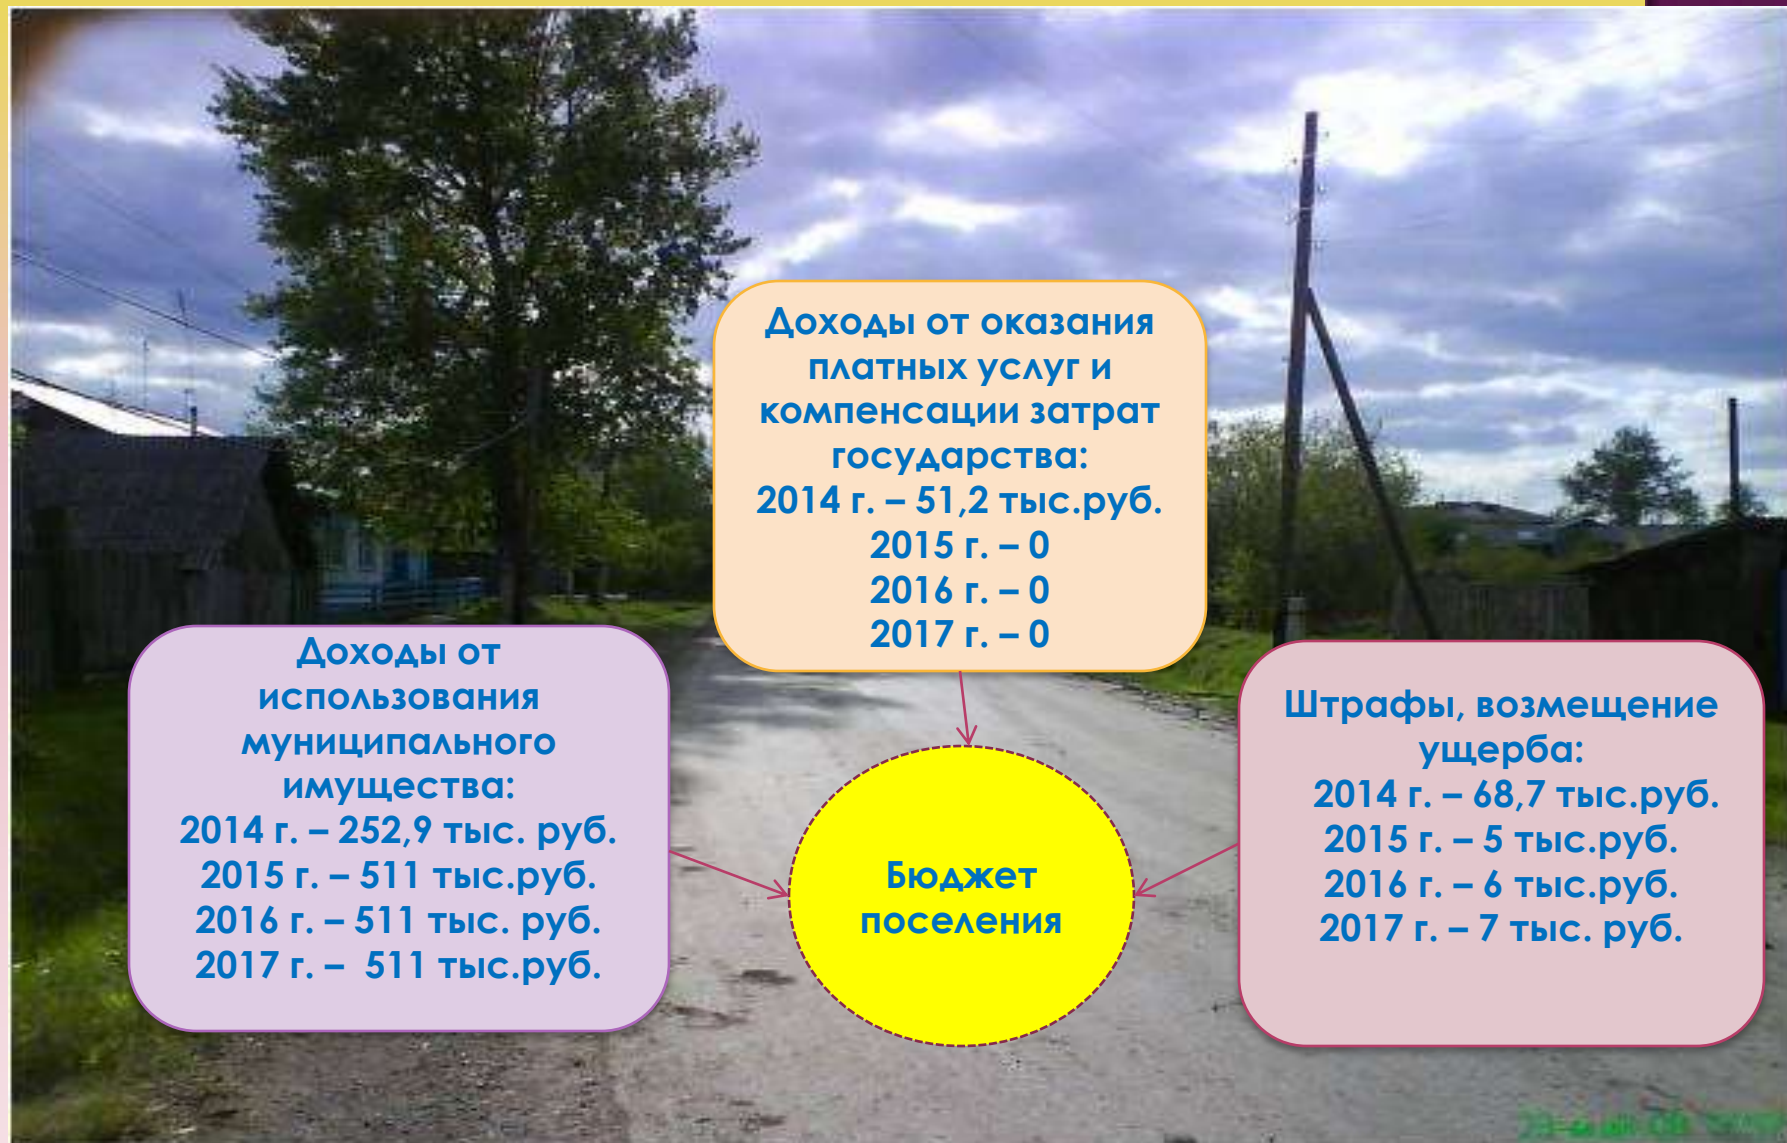 Доходы от оказания
платных услуг и
компенсации затрат
государства:
2014 г. – 51,2 тыс.руб.
2015 г. – 0
2016 г. – 0
2017 г. – 0
Доходы от
использования
муниципального
имущества:
2014 г. – 252,9 тыс. руб.
2015 г. – 511 тыс.руб.
2016 г. – 511 тыс. руб.
2017 г. – 511 тыс.руб.
Штрафы, возмещение
ущерба:
2014 г. – 68,7 тыс.руб.
2015 г. – 5 тыс.руб.
2016 г. – 6 тыс.руб.
2017 г. – 7 тыс. руб.
Бюджет
поселения